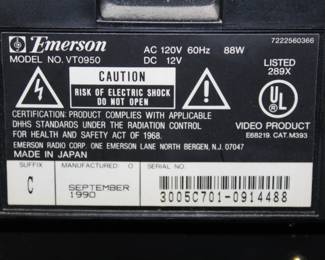 7222560366
Emerson
AC 120V 60Hz 88W
MODEL NO. VT0950 DC 12V
LISTED
289X
CAUTION
RISK OF ELECTRIC SHOCK
DO NOT OPEN
UL
CERTIFICATION: PRODUCT COMPLIES WITH APPLICABLE
DHHS STANDARDS UNDER THE RADIATION CONTROL
FOR HEALTH AND SAFETY ACT OF 1968.
VIDEO PRODUCT
E68219. CAT.M393
EMERSON RADIO CORP. ONE EMERSON LANE NORTH BERGEN, N.J. 07047
MADE IN JAPAN
SUFFIX
MANUFACTURED
SERIAL NO.
C
SEPTEMBER
1990
3005C701-0914488